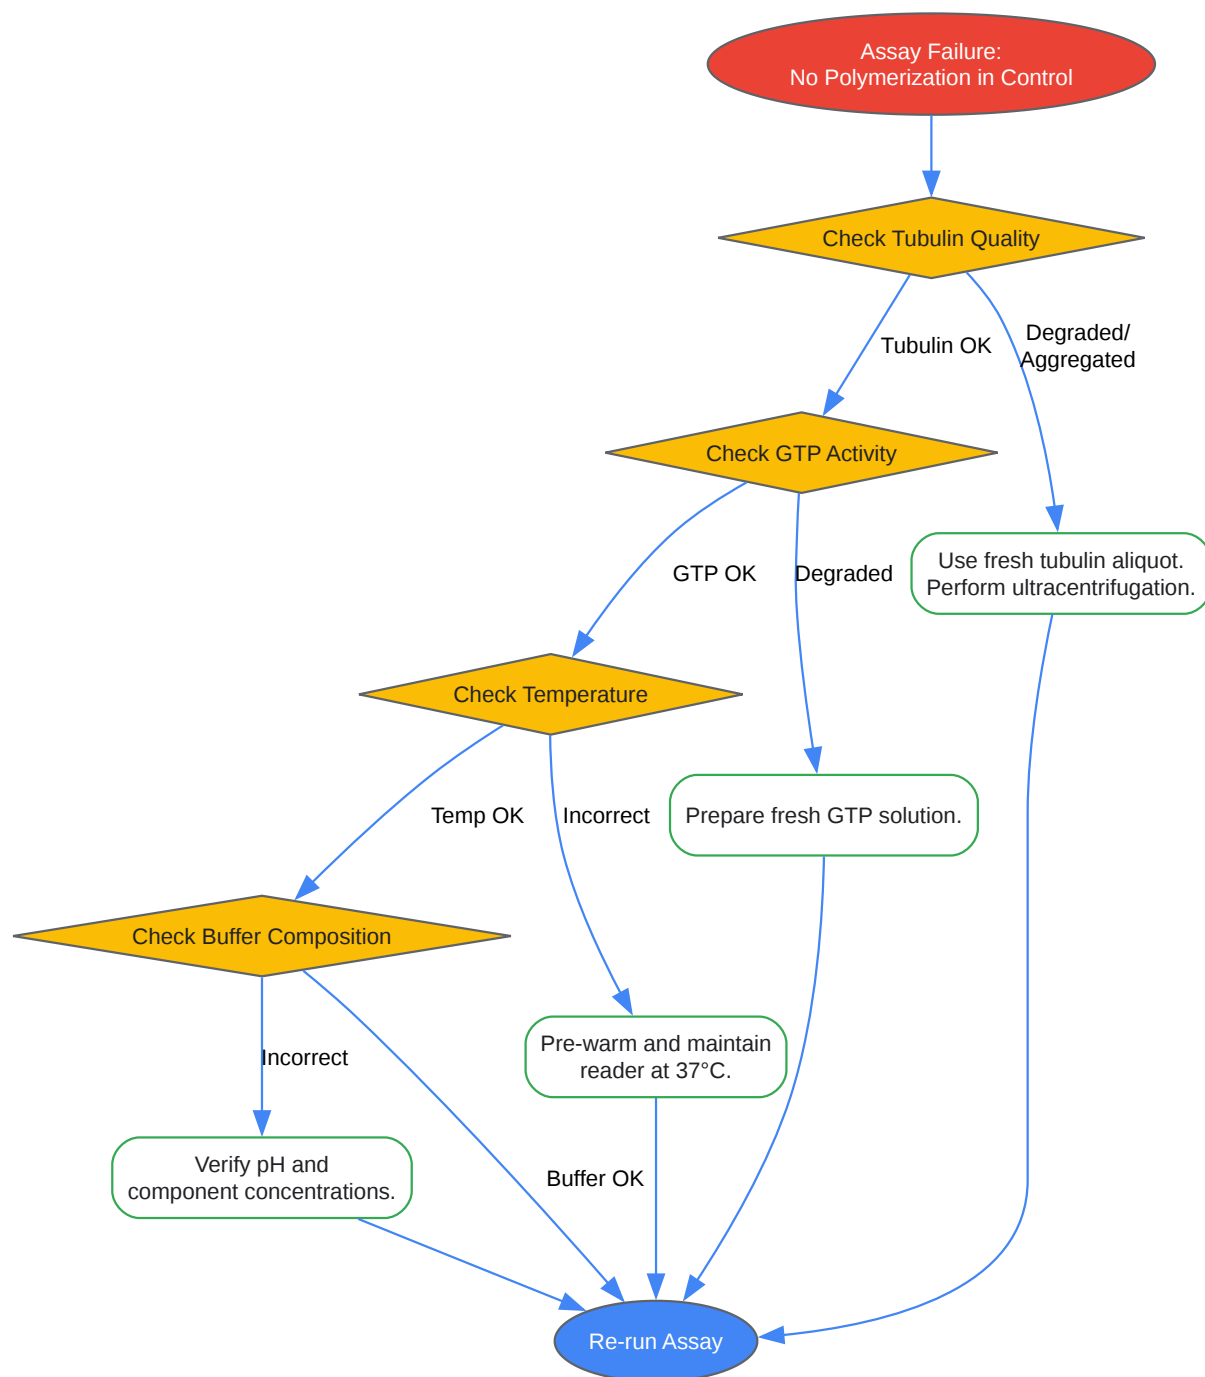 Assay Failure:
No Polymerization in Control
Check Tubulin Quality
Tubulin OK
Degraded/
Aggregated
Check GTP Activity
GTP OK
Degraded
Use fresh tubulin aliquot.
Perform ultracentrifugation.
Check Temperature
Temp OK
Incorrect
Prepare fresh GTP solution.
Check Buffer Composition
Incorrect
Pre-warm and maintain
reader at 37°C.
Verify pH and
component concentrations.
Buffer OK
Re-run Assay